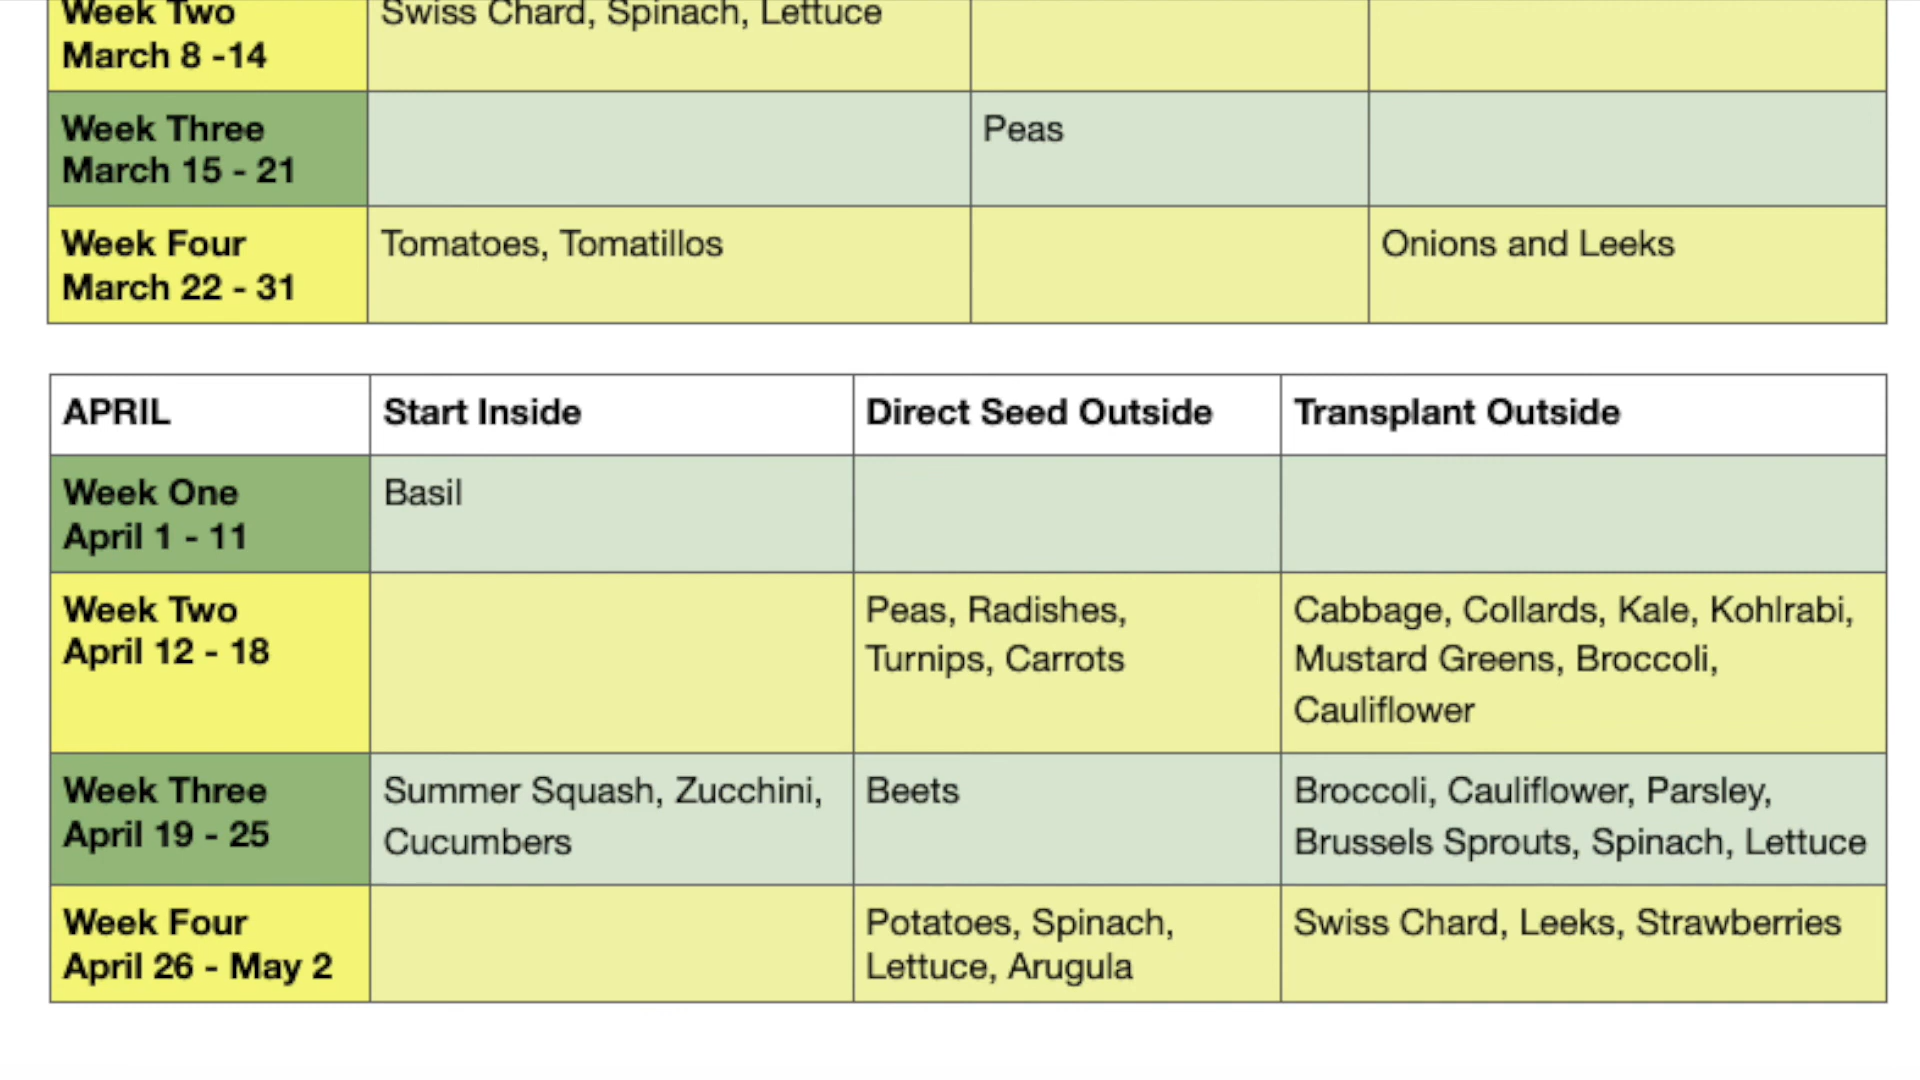 Week Two
March 8 -14
Swiss Chard, Spinach, Lettuce
Week Three
March 15 - 21
Peas
Week Four
March 22 - 31
Tomatoes, Tomatillos
Onions and Leeks
APRIL
Start Inside
Direct Seed Outside
Transplant Outside
Week One
April 1 - 11
Basil
Week Two
April 12 - 18
Peas, Radishes,
Turnips, Carrots
Cabbage, Collards, Kale, Kohlrabi,
Mustard Greens, Broccoli,
Cauliflower
Week Three
April 19 - 25
Summer Squash, Zucchini,
Cucumbers
Beets
Broccoli, Cauliflower, Parsley,
Brussels Sprouts, Spinach, Lettuce
Week Four
April 26 - May 2
Potatoes, Spinach,
Lettuce, Arugula
Swiss Chard, Leeks, Strawberries